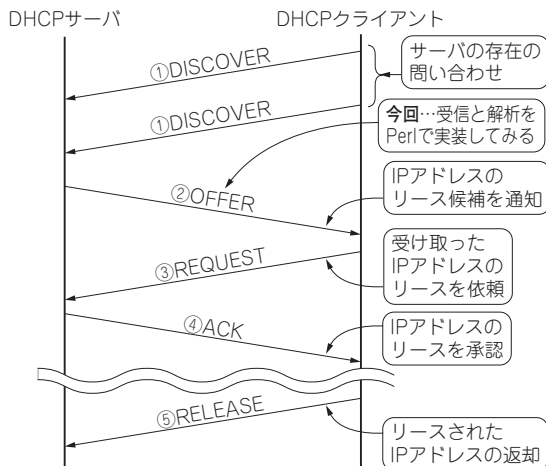 DHCPサーバ
DHCPクライアント
①DISCOVER
サーバの存在の
問い合わせ
①DISCOVER
今回…受信と解析を
Perlで実装してみる
②OFFER
IPアドレスの
リース候補を通知
③REQUEST
受け取った
IPアドレスの
リースを依頼
④ACK
IPアドレスの
リースを承認
⑤RELEASE
リースされた
IPアドレスの返却